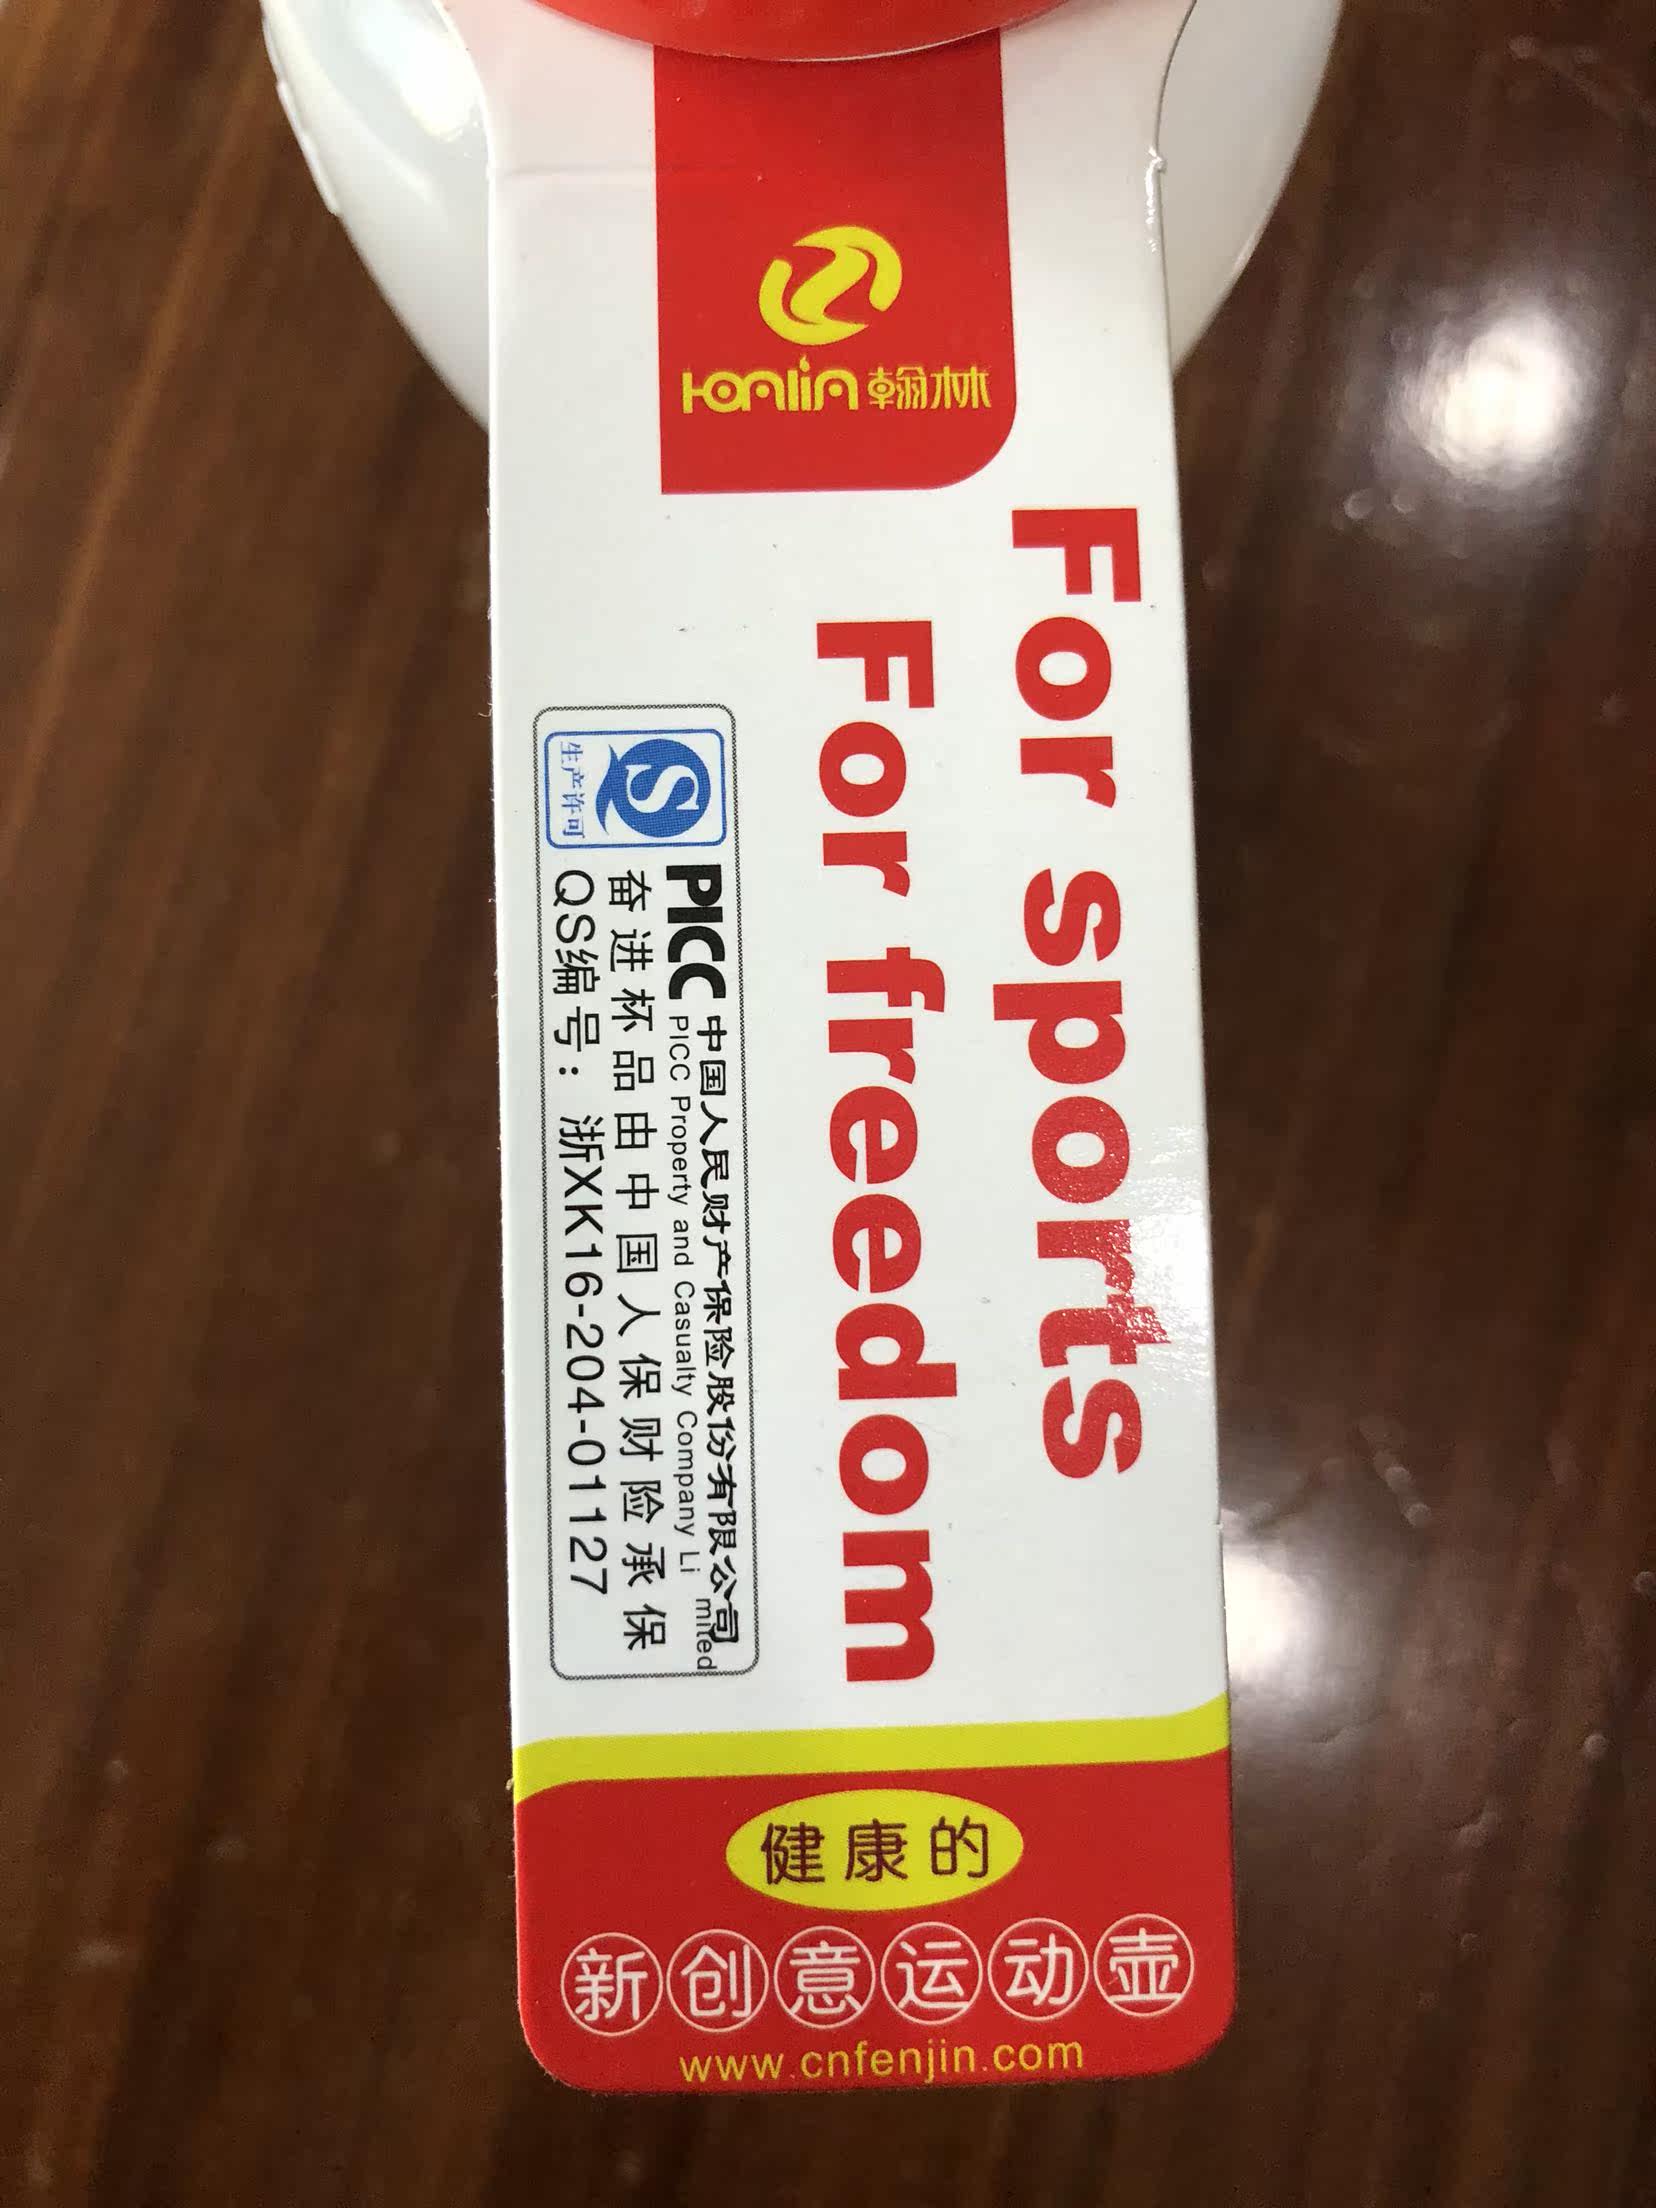 Hanlin 翰林
For sports
For freedom
生产许可
PICC 中国人民财产保险股份有限公司
PICC Property and Casualty Company Li mited
奋进杯品由中国人保财险承保
QS编号：浙XK16-204-01127
健康的
新创意运动壶
www.cnfenjin.com